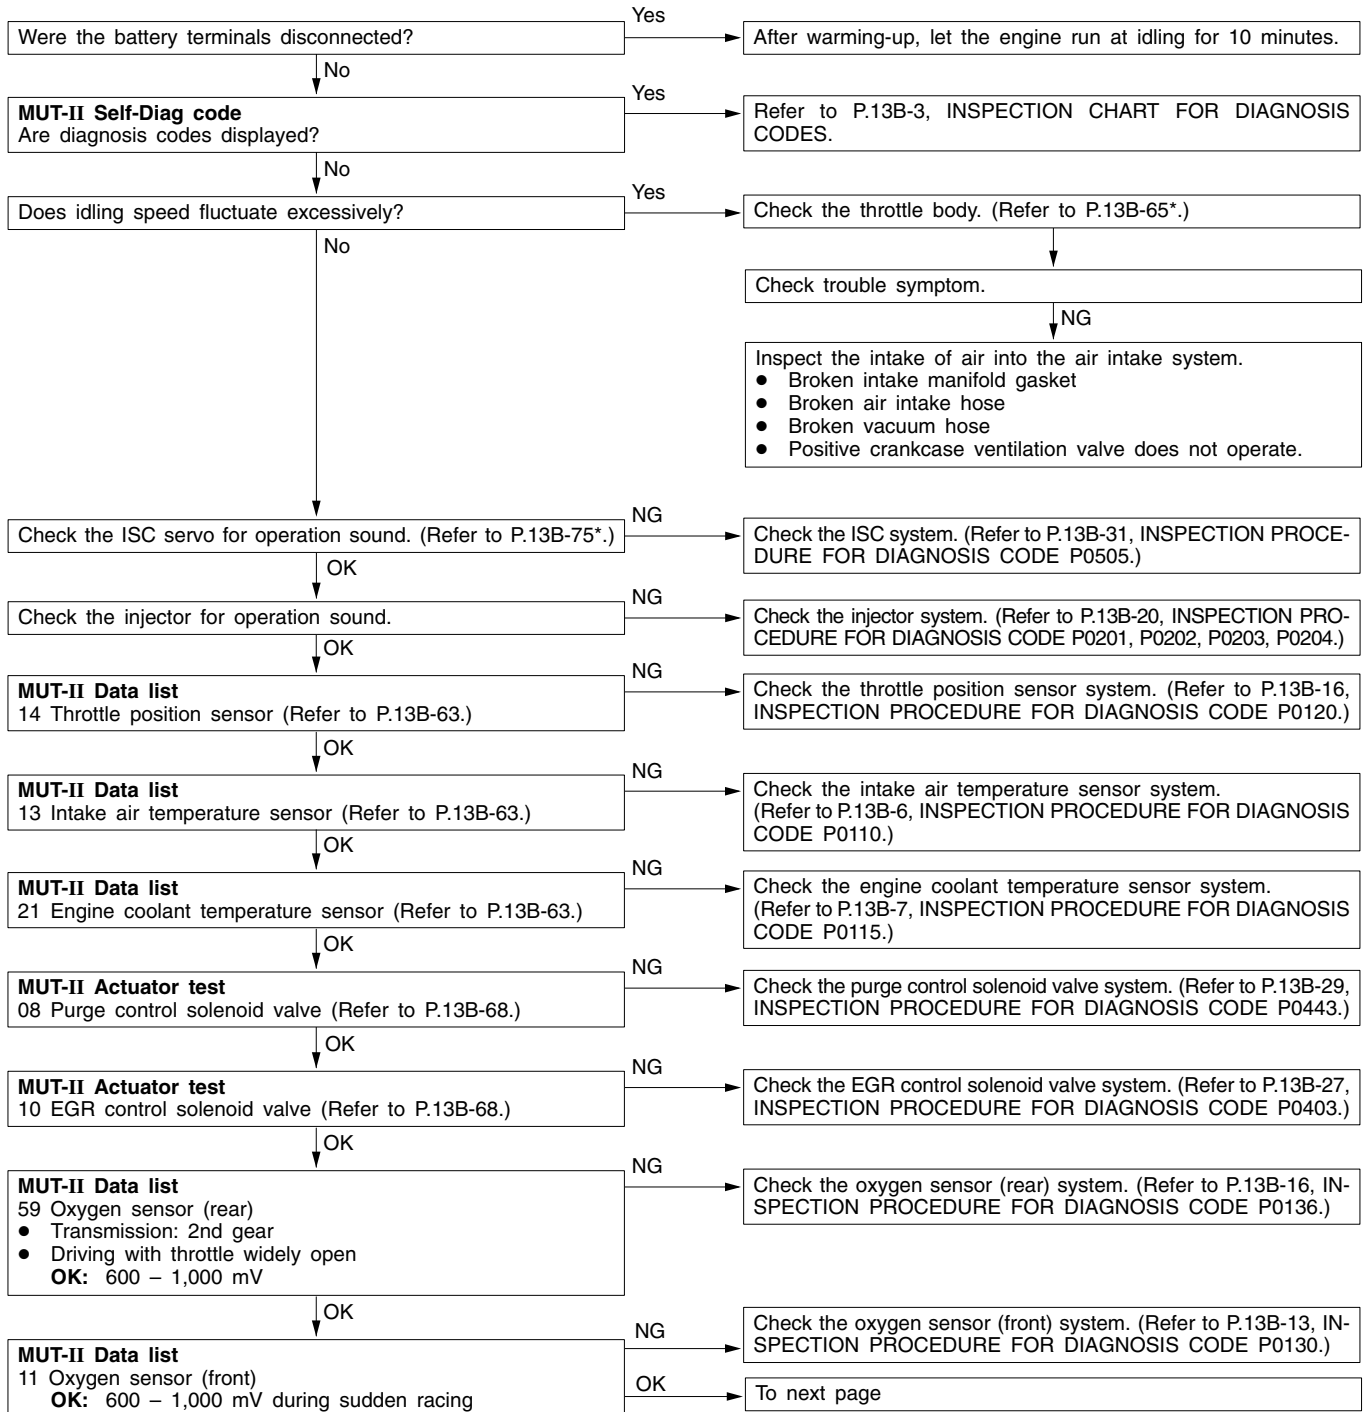 Were the battery terminals disconnected?
Yes
After warming-up, let the engine run at idling for 10 minutes.
No
MUT-II Self-Diag code
Are diagnosis codes displayed?
Yes
Refer to P.13B-3, INSPECTION CHART FOR DIAGNOSIS
CODES.
No
Does idling speed fluctuate excessively?
Yes
Check the throttle body. (Refer to P.13B-65*.)
No
Check trouble symptom.
NG
Inspect the intake of air into the air intake system.
● Broken intake manifold gasket
● Broken air intake hose
● Broken vacuum hose
● Positive crankcase ventilation valve does not operate.
Check the ISC servo for operation sound. (Refer to P.13B-75*.)
NG
Check the ISC system. (Refer to P.13B-31, INSPECTION PROCE-
DURE FOR DIAGNOSIS CODE P0505.)
OK
Check the injector for operation sound.
NG
Check the injector system. (Refer to P.13B-20, INSPECTION PRO-
CEDURE FOR DIAGNOSIS CODE P0201, P0202, P0203, P0204.)
OK
MUT-II Data list
14 Throttle position sensor (Refer to P.13B-63.)
NG
Check the throttle position sensor system. (Refer to P.13B-16,
INSPECTION PROCEDURE FOR DIAGNOSIS CODE P0120.)
OK
MUT-II Data list
13 Intake air temperature sensor (Refer to P.13B-63.)
NG
Check the intake air temperature sensor system.
(Refer to P.13B-6, INSPECTION PROCEDURE FOR DIAGNOSIS
CODE P0110.)
OK
MUT-II Data list
21 Engine coolant temperature sensor (Refer to P.13B-63.)
NG
Check the engine coolant temperature sensor system.
(Refer to P.13B-7, INSPECTION PROCEDURE FOR DIAGNOSIS
CODE P0115.)
OK
MUT-II Actuator test
08 Purge control solenoid valve (Refer to P.13B-68.)
NG
Check the purge control solenoid valve system. (Refer to P.13B-29,
INSPECTION PROCEDURE FOR DIAGNOSIS CODE P0443.)
OK
MUT-II Actuator test
10 EGR control solenoid valve (Refer to P.13B-68.)
NG
Check the EGR control solenoid valve system. (Refer to P.13B-27,
INSPECTION PROCEDURE FOR DIAGNOSIS CODE P0403.)
OK
MUT-II Data list
59 Oxygen sensor (rear)
● Transmission: 2nd gear
● Driving with throttle widely open
OK: 600 – 1,000 mV
NG
Check the oxygen sensor (rear) system. (Refer to P.13B-16, IN-
SPECTION PROCEDURE FOR DIAGNOSIS CODE P0136.)
OK
MUT-II Data list
11 Oxygen sensor (front)
OK: 600 – 1,000 mV during sudden racing
NG
Check the oxygen sensor (front) system. (Refer to P.13B-13, IN-
SPECTION PROCEDURE FOR DIAGNOSIS CODE P0130.)
OK
To next page